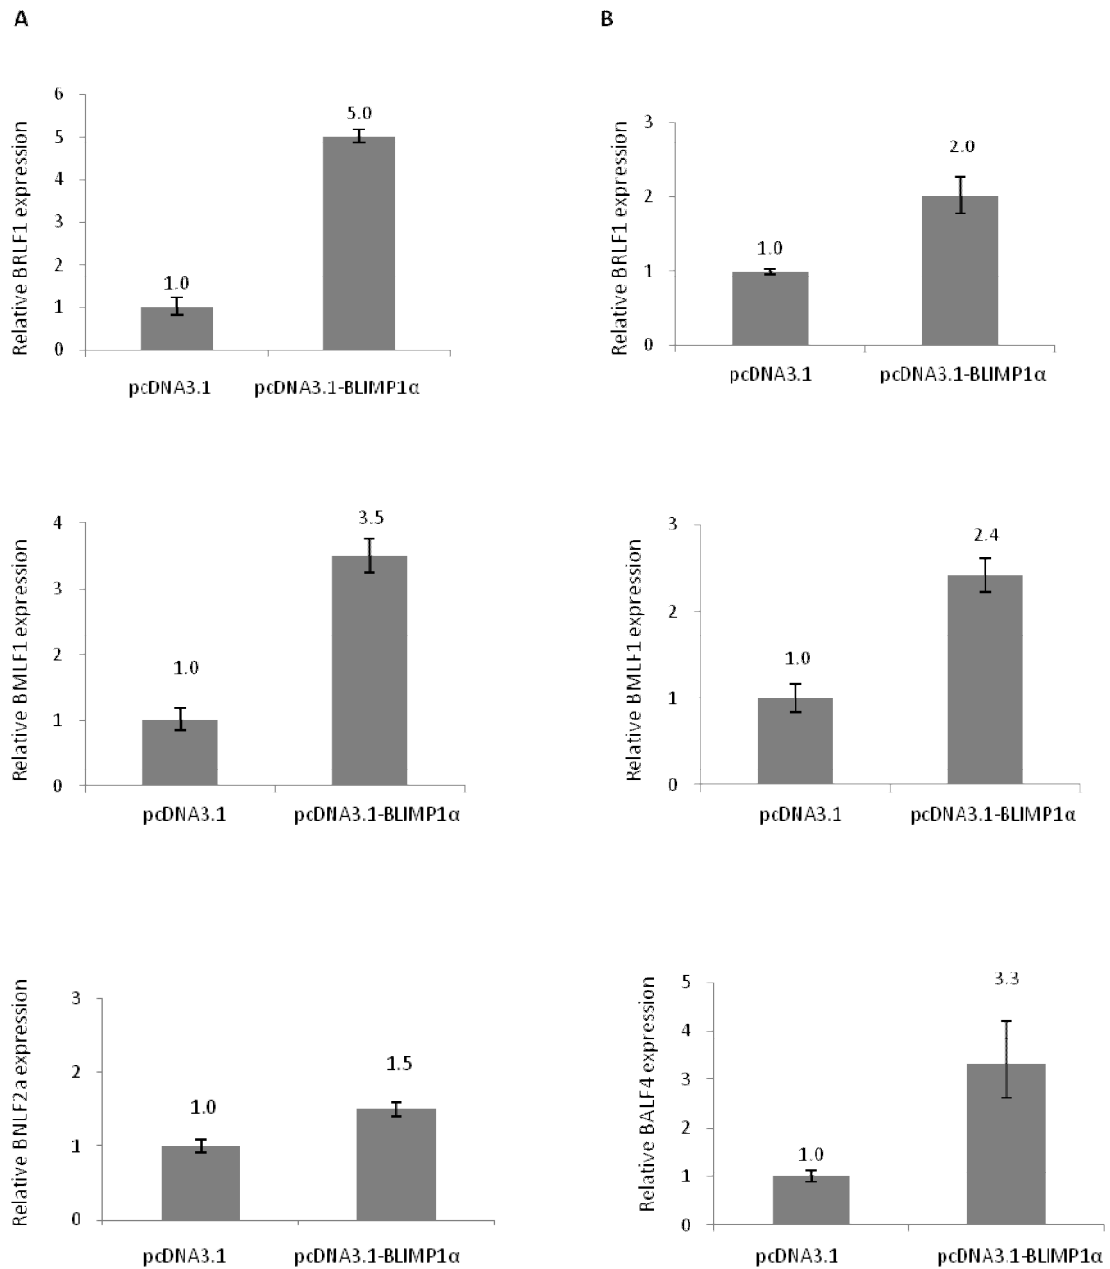 A
B
Relative BRLF1 expression
6
5
4
3
2
1
0
1.0
5.0
pcDNA3.1
pcDNA3.1-BLIMP1α
Relative BRLF1 expression
3
2
1
0
1.0
2.0
pcDNA3.1
pcDNA3.1-BLIMP1α
Relative BMLF1 expression
4
3
2
1
0
1.0
3.5
pcDNA3.1
pcDNA3.1-BLIMP1α
Relative BMLF1 expression
3
2
1
0
1.0
2.4
pcDNA3.1
pcDNA3.1-BLIMP1α
Relative BNLF2a expression
3
2
1
0
1.0
1.5
pcDNA3.1
pcDNA3.1-BLIMP1α
Relative BALF4 expression
5
4
3
2
1
0
1.0
3.3
pcDNA3.1
pcDNA3.1-BLIMP1α